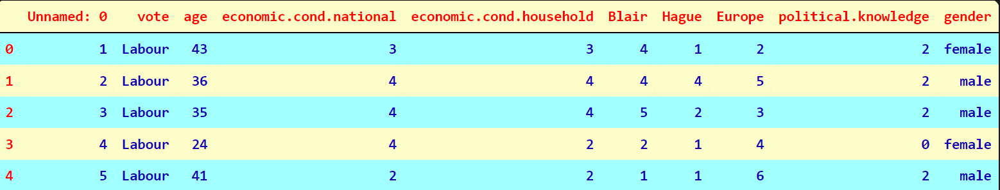 Unnamed: 0 vote age economic.cond.national economic.cond.household Blair Hague Europe political.knowledge gender
0 1 Labour 43 3 3 4 1 2 2 female
1 2 Labour 36 4 4 4 4 5 2 male
2 3 Labour 35 4 4 5 2 3 2 male
3 4 Labour 24 4 2 2 1 4 0 female
4 5 Labour 41 2 2 1 1 6 2 male